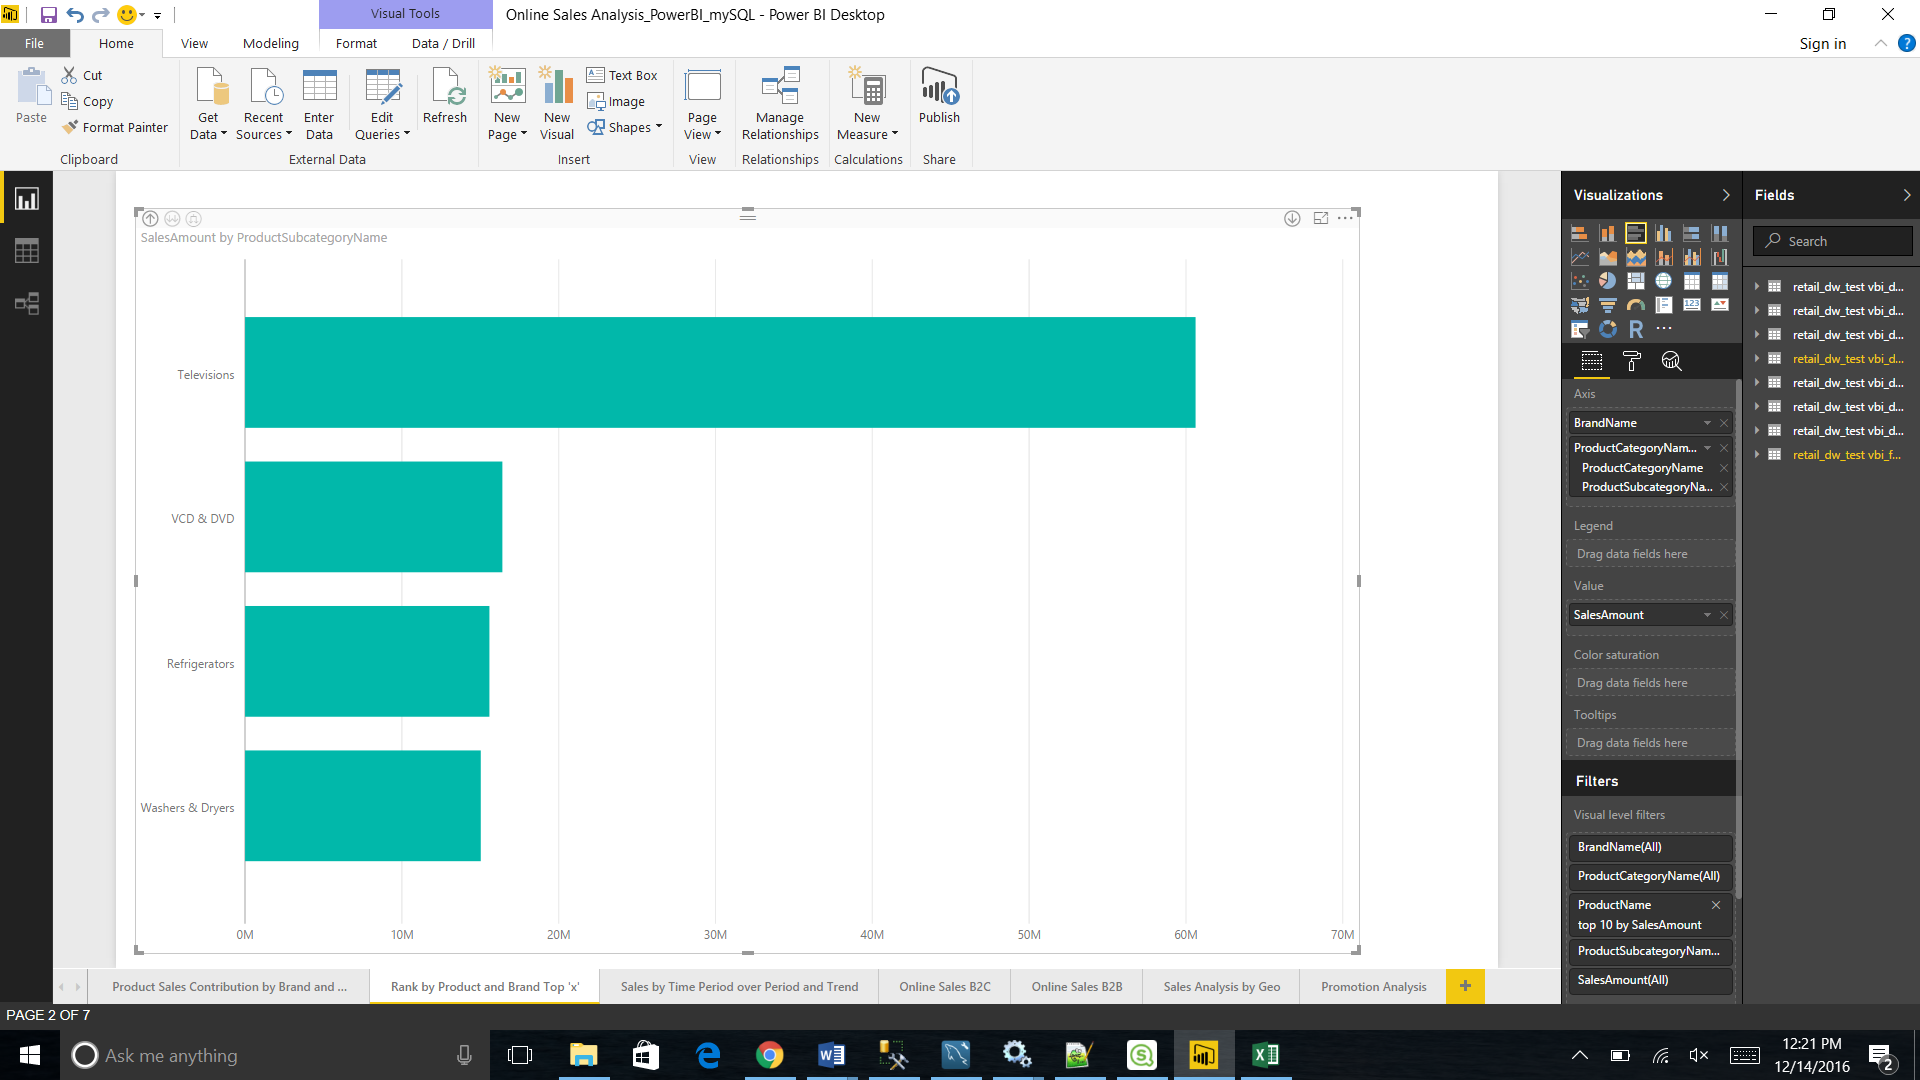 Visual Tools
Online Sales Analysis_PowerBI_mySQL - Power BI Desktop
File
Home
View
Modeling
Format
Data / Drill
Sign in
?
Paste
Cut
Copy
Format Painter
Clipboard
Get Data
Recent Sources
Enter Data
Edit Queries
Refresh
External Data
New Page
New Visual
Text Box
Image
Shapes
Insert
Page View
View
Manage Relationships
Relationships
New Measure
Calculations
Publish
Share
SalesAmount by ProductSubcategoryName
Televisions
VCD & DVD
Refrigerators
Washers & Dryers
0M
10M
20M
30M
40M
50M
60M
70M
Visualizations
R
123
Axis
BrandName
ProductCategoryNam...
ProductCategoryName
ProductSubcategoryNa...
Legend
Drag data fields here
Value
SalesAmount
Color saturation
Drag data fields here
Tooltips
Drag data fields here
Filters
Visual level filters
BrandName(All)
ProductCategoryName(All)
ProductName
top 10 by SalesAmount
ProductSubcategoryNam...
SalesAmount(All)
Fields
Search
retail_dw_test vbi_d...
retail_dw_test vbi_d...
retail_dw_test vbi_d...
retail_dw_test vbi_d...
retail_dw_test vbi_d...
retail_dw_test vbi_d...
retail_dw_test vbi_d...
retail_dw_test vbi_f...
Product Sales Contribution by Brand and ...
Rank by Product and Brand Top 'x'
Sales by Time Period over Period and Trend
Online Sales B2C
Online Sales B2B
Sales Analysis by Geo
Promotion Analysis
+
PAGE 2 OF 7
Ask me anything
12:21 PM
12/14/2016
2